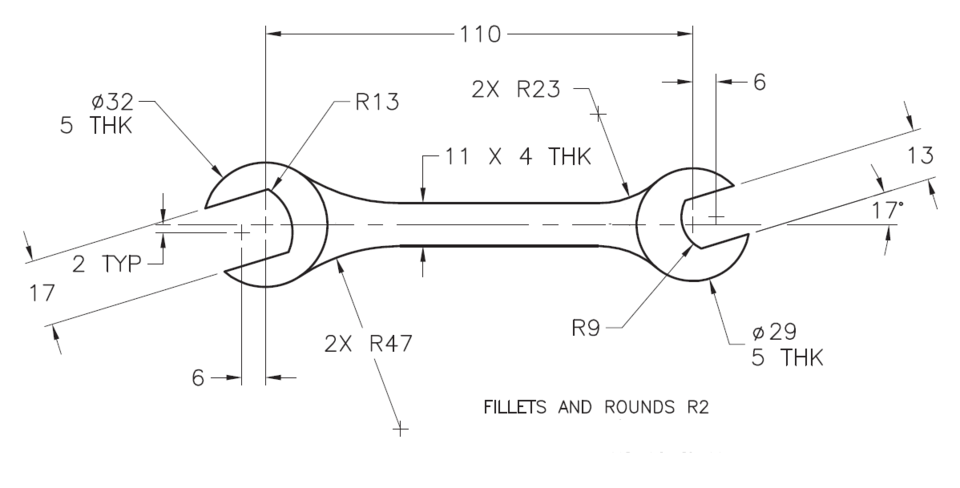 110
6
2X R23
ø32
5 THK
R13
11 X 4 THK
13
17°
2 TYP
17
2X R47
R9
ø29
5 THK
6
FILLETS AND ROUNDS R2